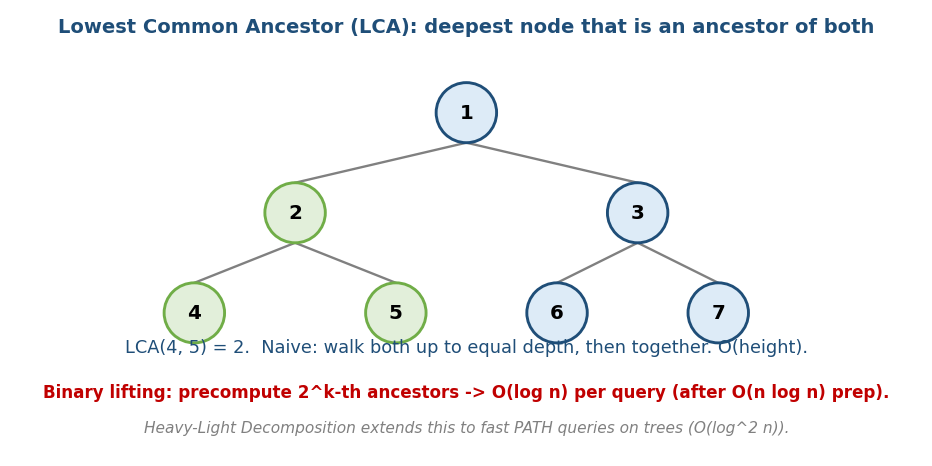 Lowest Common Ancestor (LCA): deepest node that is an ancestor of both
1
2 3
4 5 6 7
LCA(4, 5) = 2.  Naive: walk both up to equal depth, then together. O(height).
Binary lifting: precompute 2^k-th ancestors -> O(log n) per query (after O(n log n) prep).
Heavy-Light Decomposition extends this to fast PATH queries on trees (O(log^2 n)).